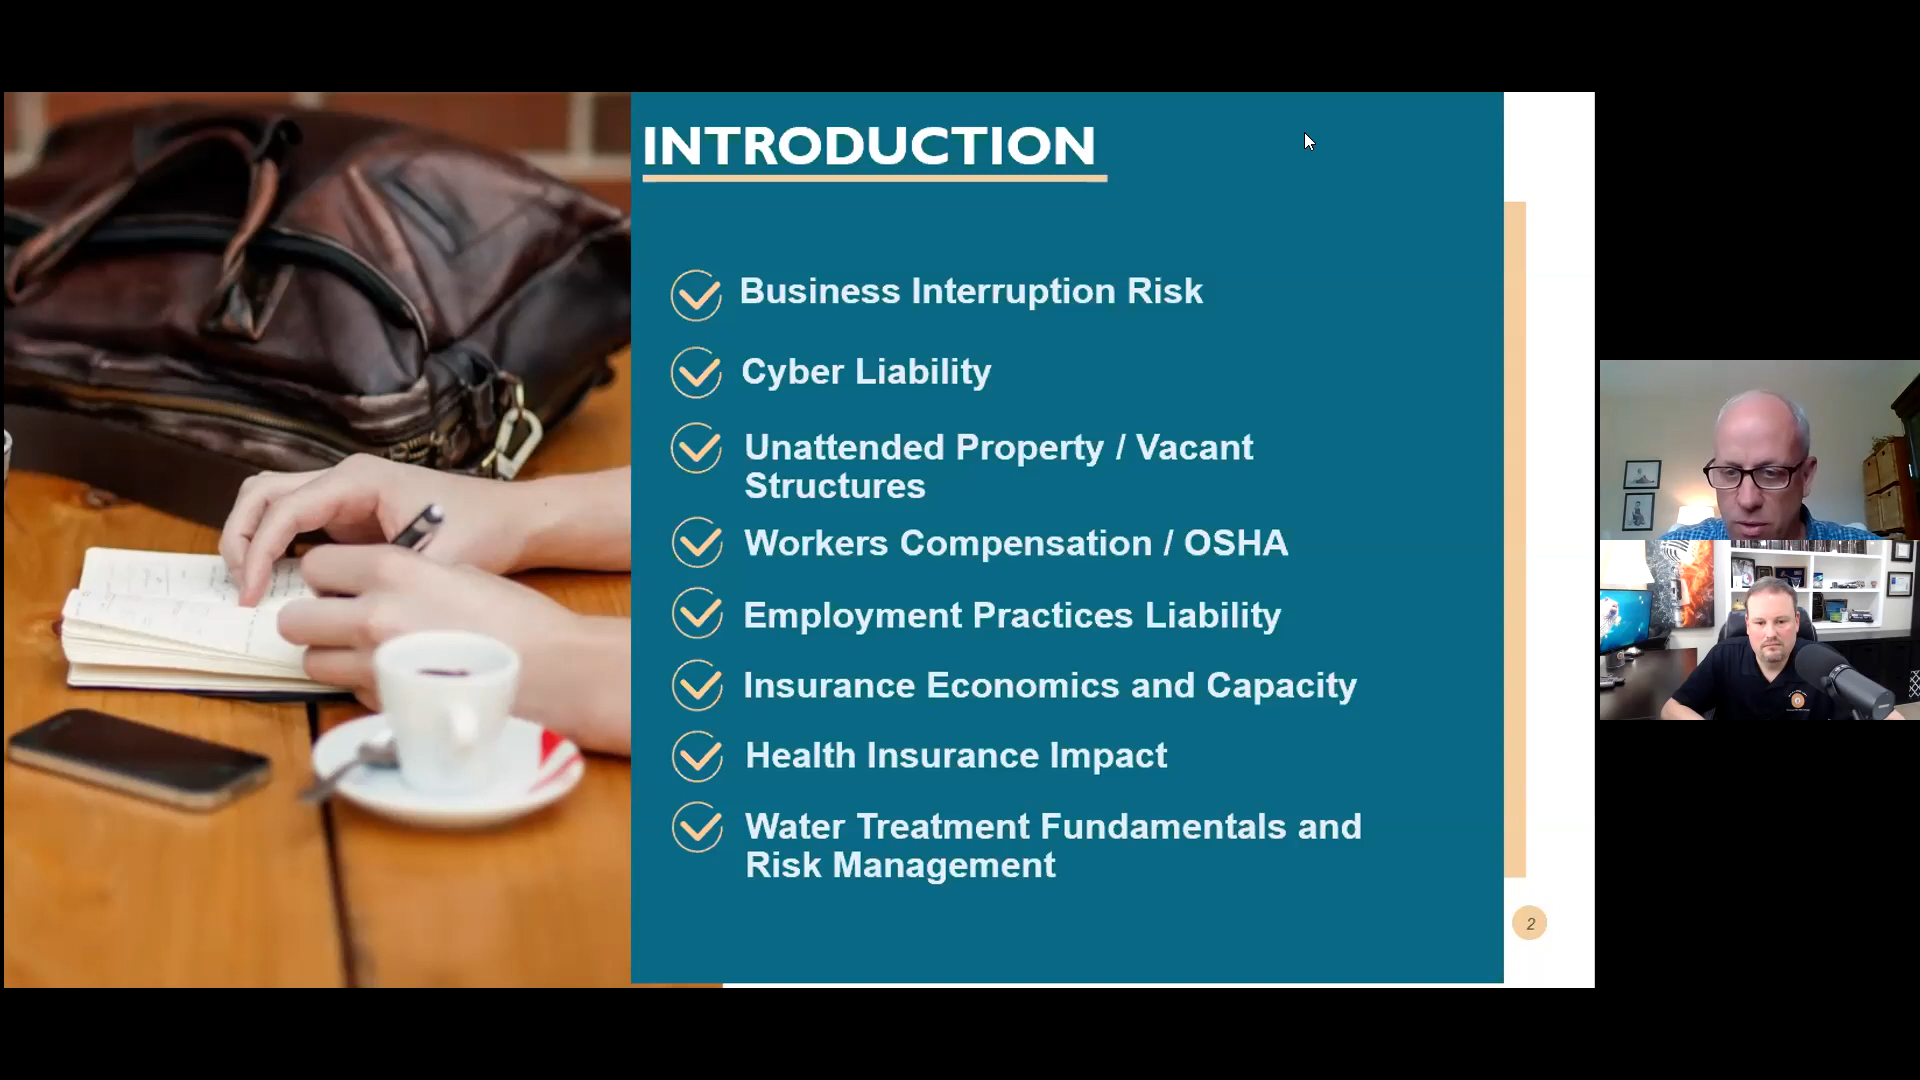 INTRODUCTION
Business Interruption Risk
Cyber Liability
Unattended Property / Vacant
Structures
Workers Compensation / OSHA
Employment Practices Liability
Insurance Economics and Capacity
Health Insurance Impact
Water Treatment Fundamentals and
Risk Management
2